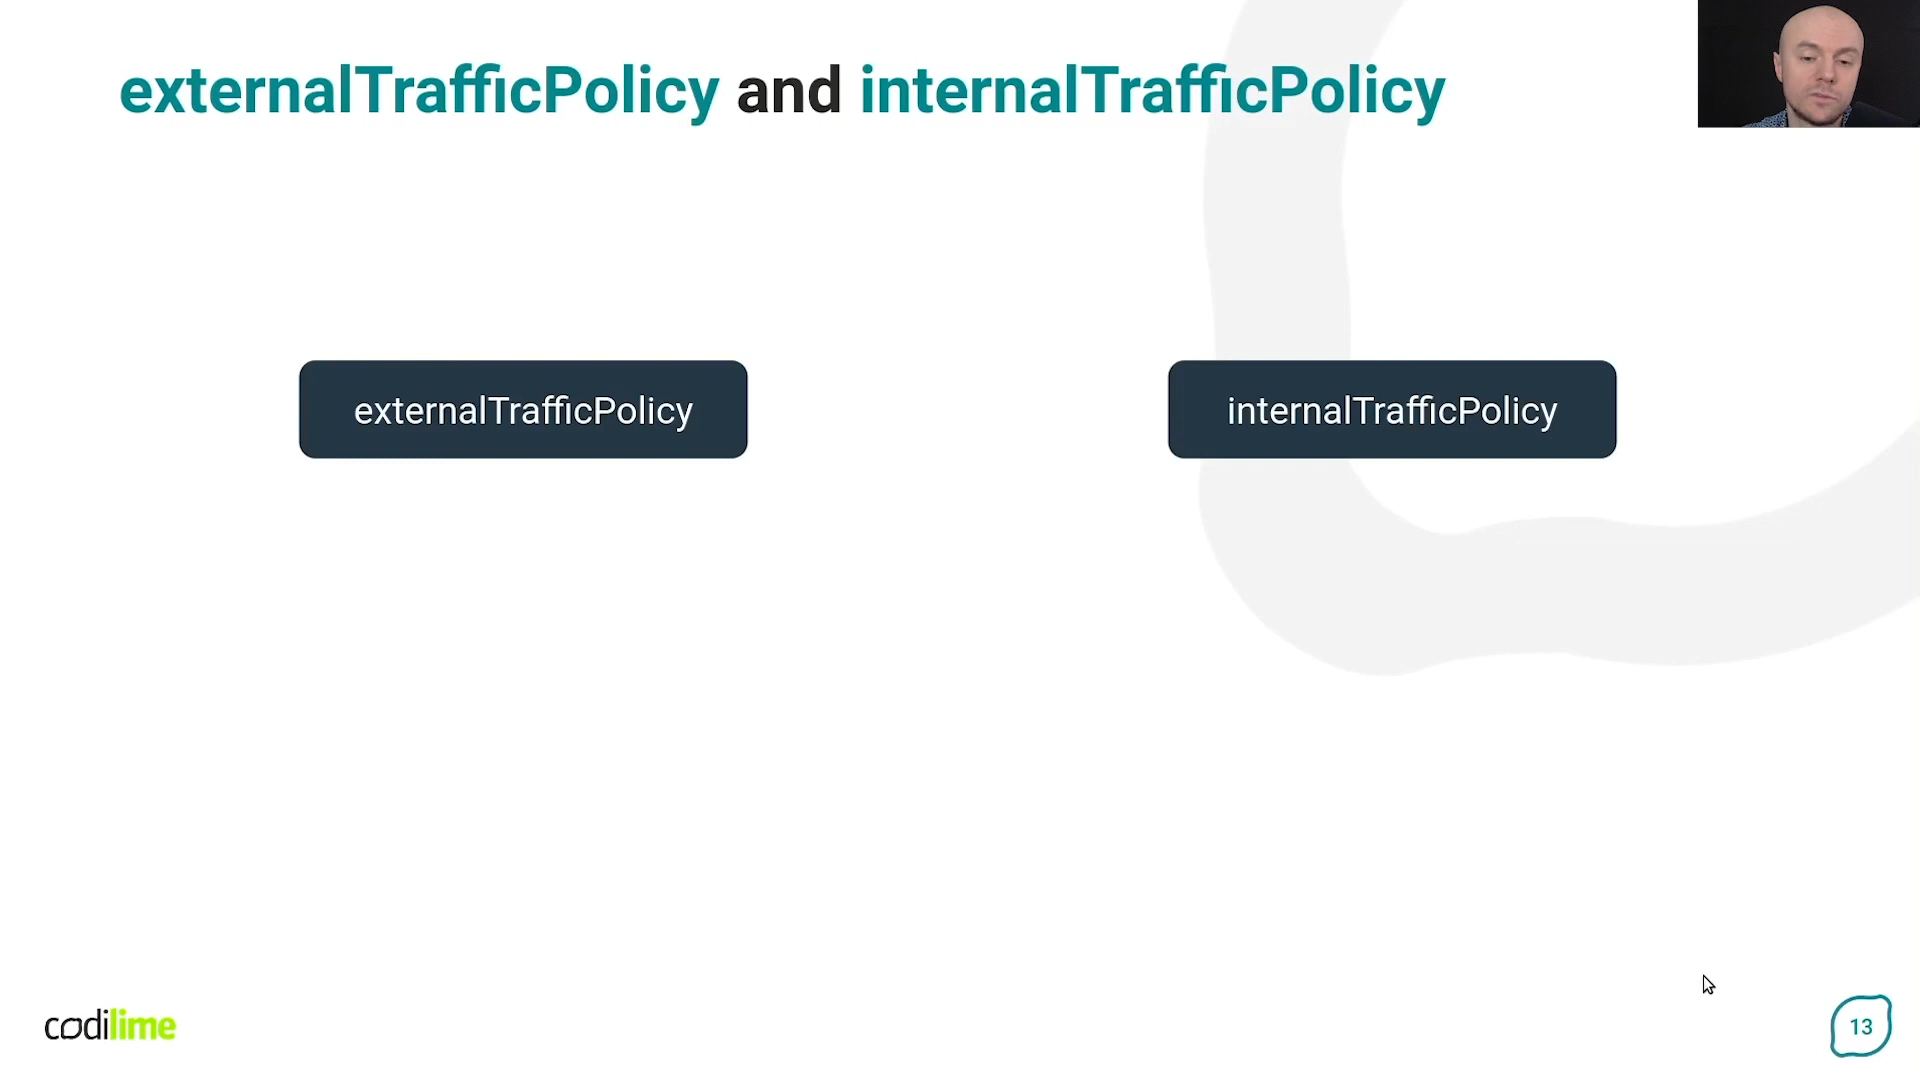 externalTrafficPolicy and internalTrafficPolicy
externalTrafficPolicy
internalTrafficPolicy
codilime
13